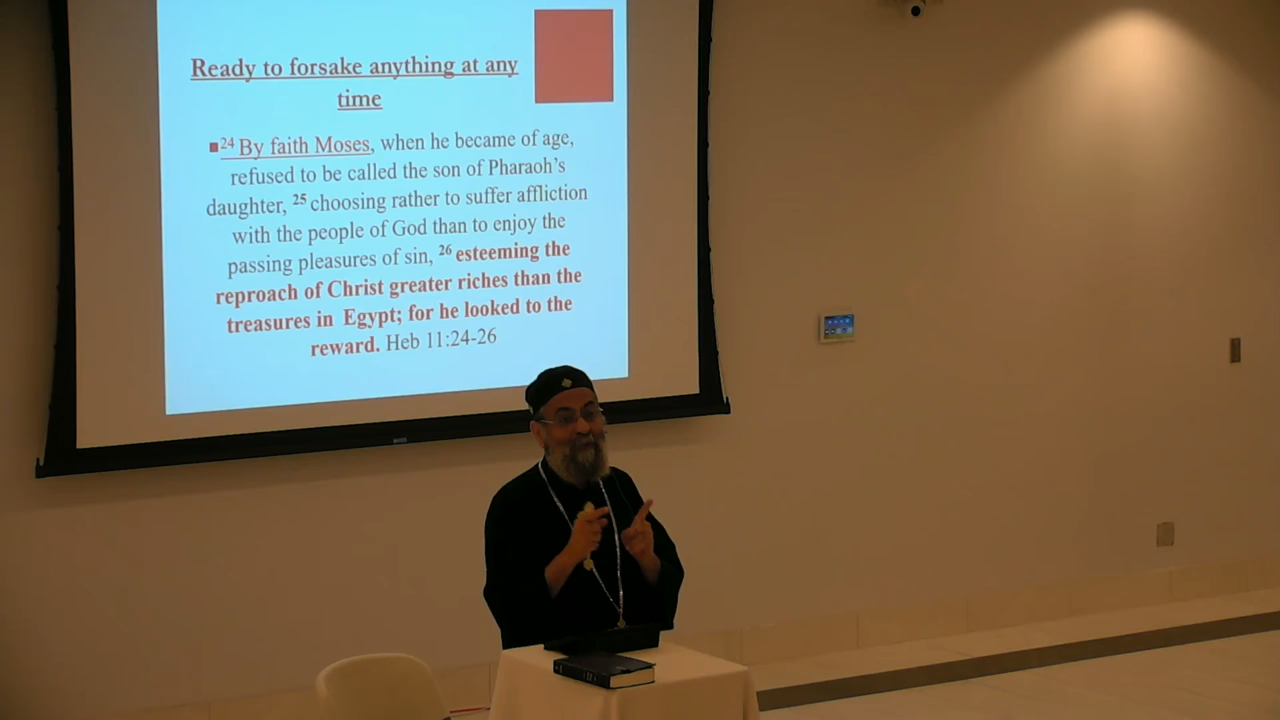 Ready to forsake anything at any
time
■24 By faith Moses, when he became of age,
refused to be called the son of Pharaoh's
daughter, 25 choosing rather to suffer affliction
with the people of God than to enjoy the
passing pleasures of sin, 26 esteeming the
reproach of Christ greater riches than the
treasures in Egypt; for he looked to the
reward. Heb 11:24-26